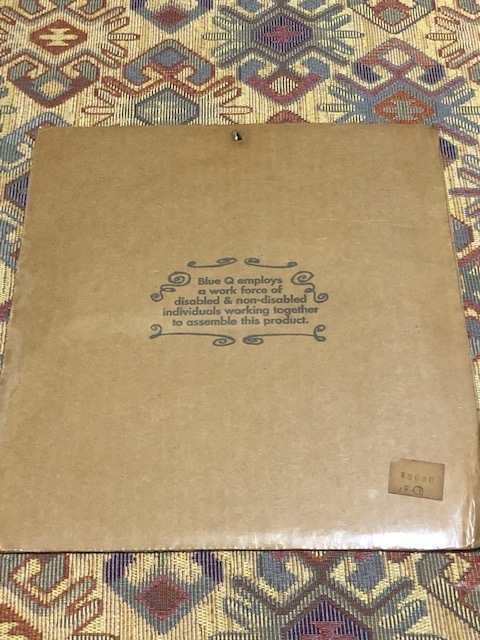 Blue Q employs
a work force of
disabled & non-disabled
individuals working together
to assemble this product.
¥2000